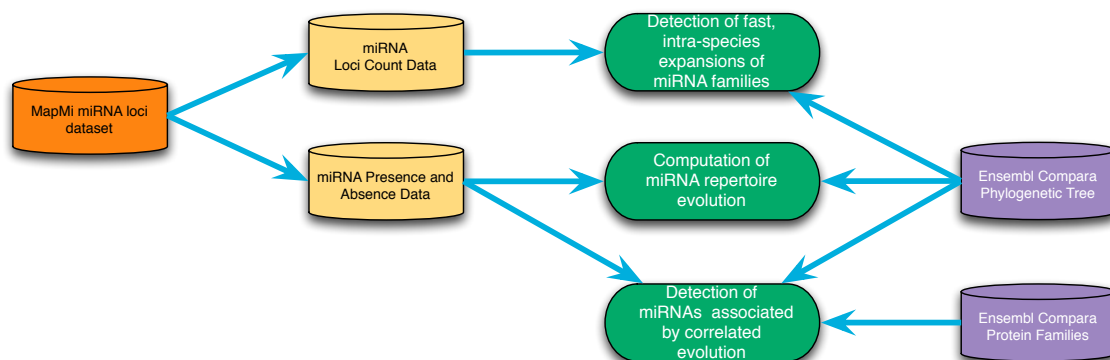 MapMi miRNA loci
dataset
miRNA
Loci Count Data
miRNA Presence and
Absence Data
Detection of fast,
intra-species
expansions of
miRNA families
Computation of
miRNA repertoire
evolution
Detection of
miRNAs associated
by correlated
evolution
Ensembl Compara
Phylogenetic Tree
Ensembl Compara
Protein Families